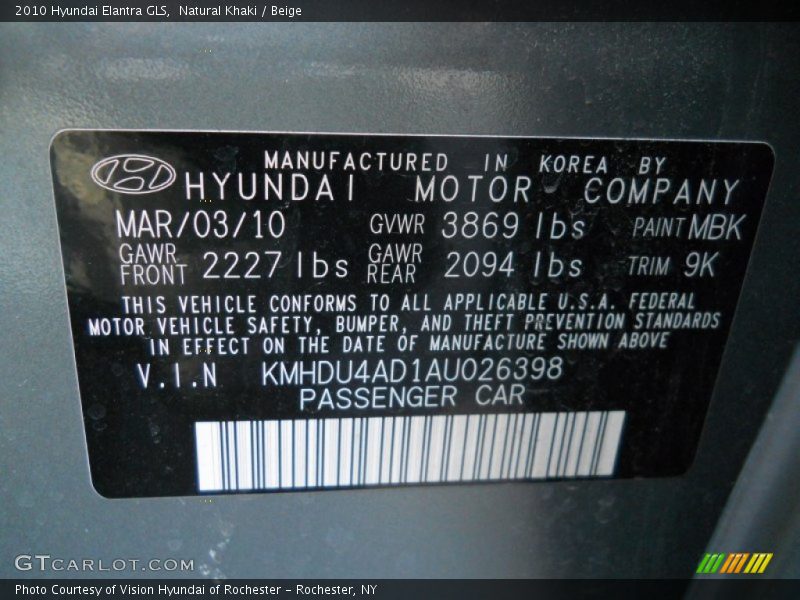 2010 Hyundai Elantra GLS,  Natural Khaki / Beige
MANUFACTURED IN KOREA BY
HYUNDAI MOTOR COMPANY
MAR/03/10 GVWR 3869 lbs PAINT MBK
GAWR FRONT 2227 lbs GAWR REAR 2094 lbs TRIM 9K
THIS VEHICLE CONFORMS TO ALL APPLICABLE U.S.A. FEDERAL
MOTOR VEHICLE SAFETY, BUMPER, AND THEFT PREVENTION STANDARDS
IN EFFECT ON THE DATE OF MANUFACTURE SHOWN ABOVE
V.I.N KMHDU4AD1AU026398
PASSENGER CAR
GTCARLOT.COM
Photo Courtesy of Vision Hyundai of Rochester - Rochester, NY